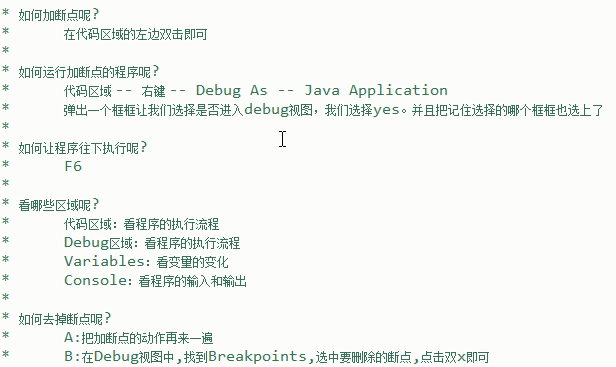 * 如何加断点呢?
* 在代码区域的左边双击即可
*
* 如何运行加断点的程序呢?
* 代码区域 -- 右键 -- Debug As -- Java Application
* 弹出一个框框让我们选择是否进入debug视图，我们选择yes。并且把记住选择的哪个框框也选上了
*
* 如何让程序往下执行呢?
* F6
*
* 看哪些区域呢?
* 代码区域: 看程序的执行流程
* Debug区域: 看程序的执行流程
* Variables: 看变量的变化
* Console: 看程序的输入和输出
*
* 如何去掉断点呢?
* A:把加断点的动作再来一遍
* B:在Debug视图中,找到Breakpoints,选中要删除的断点,点击双x即可